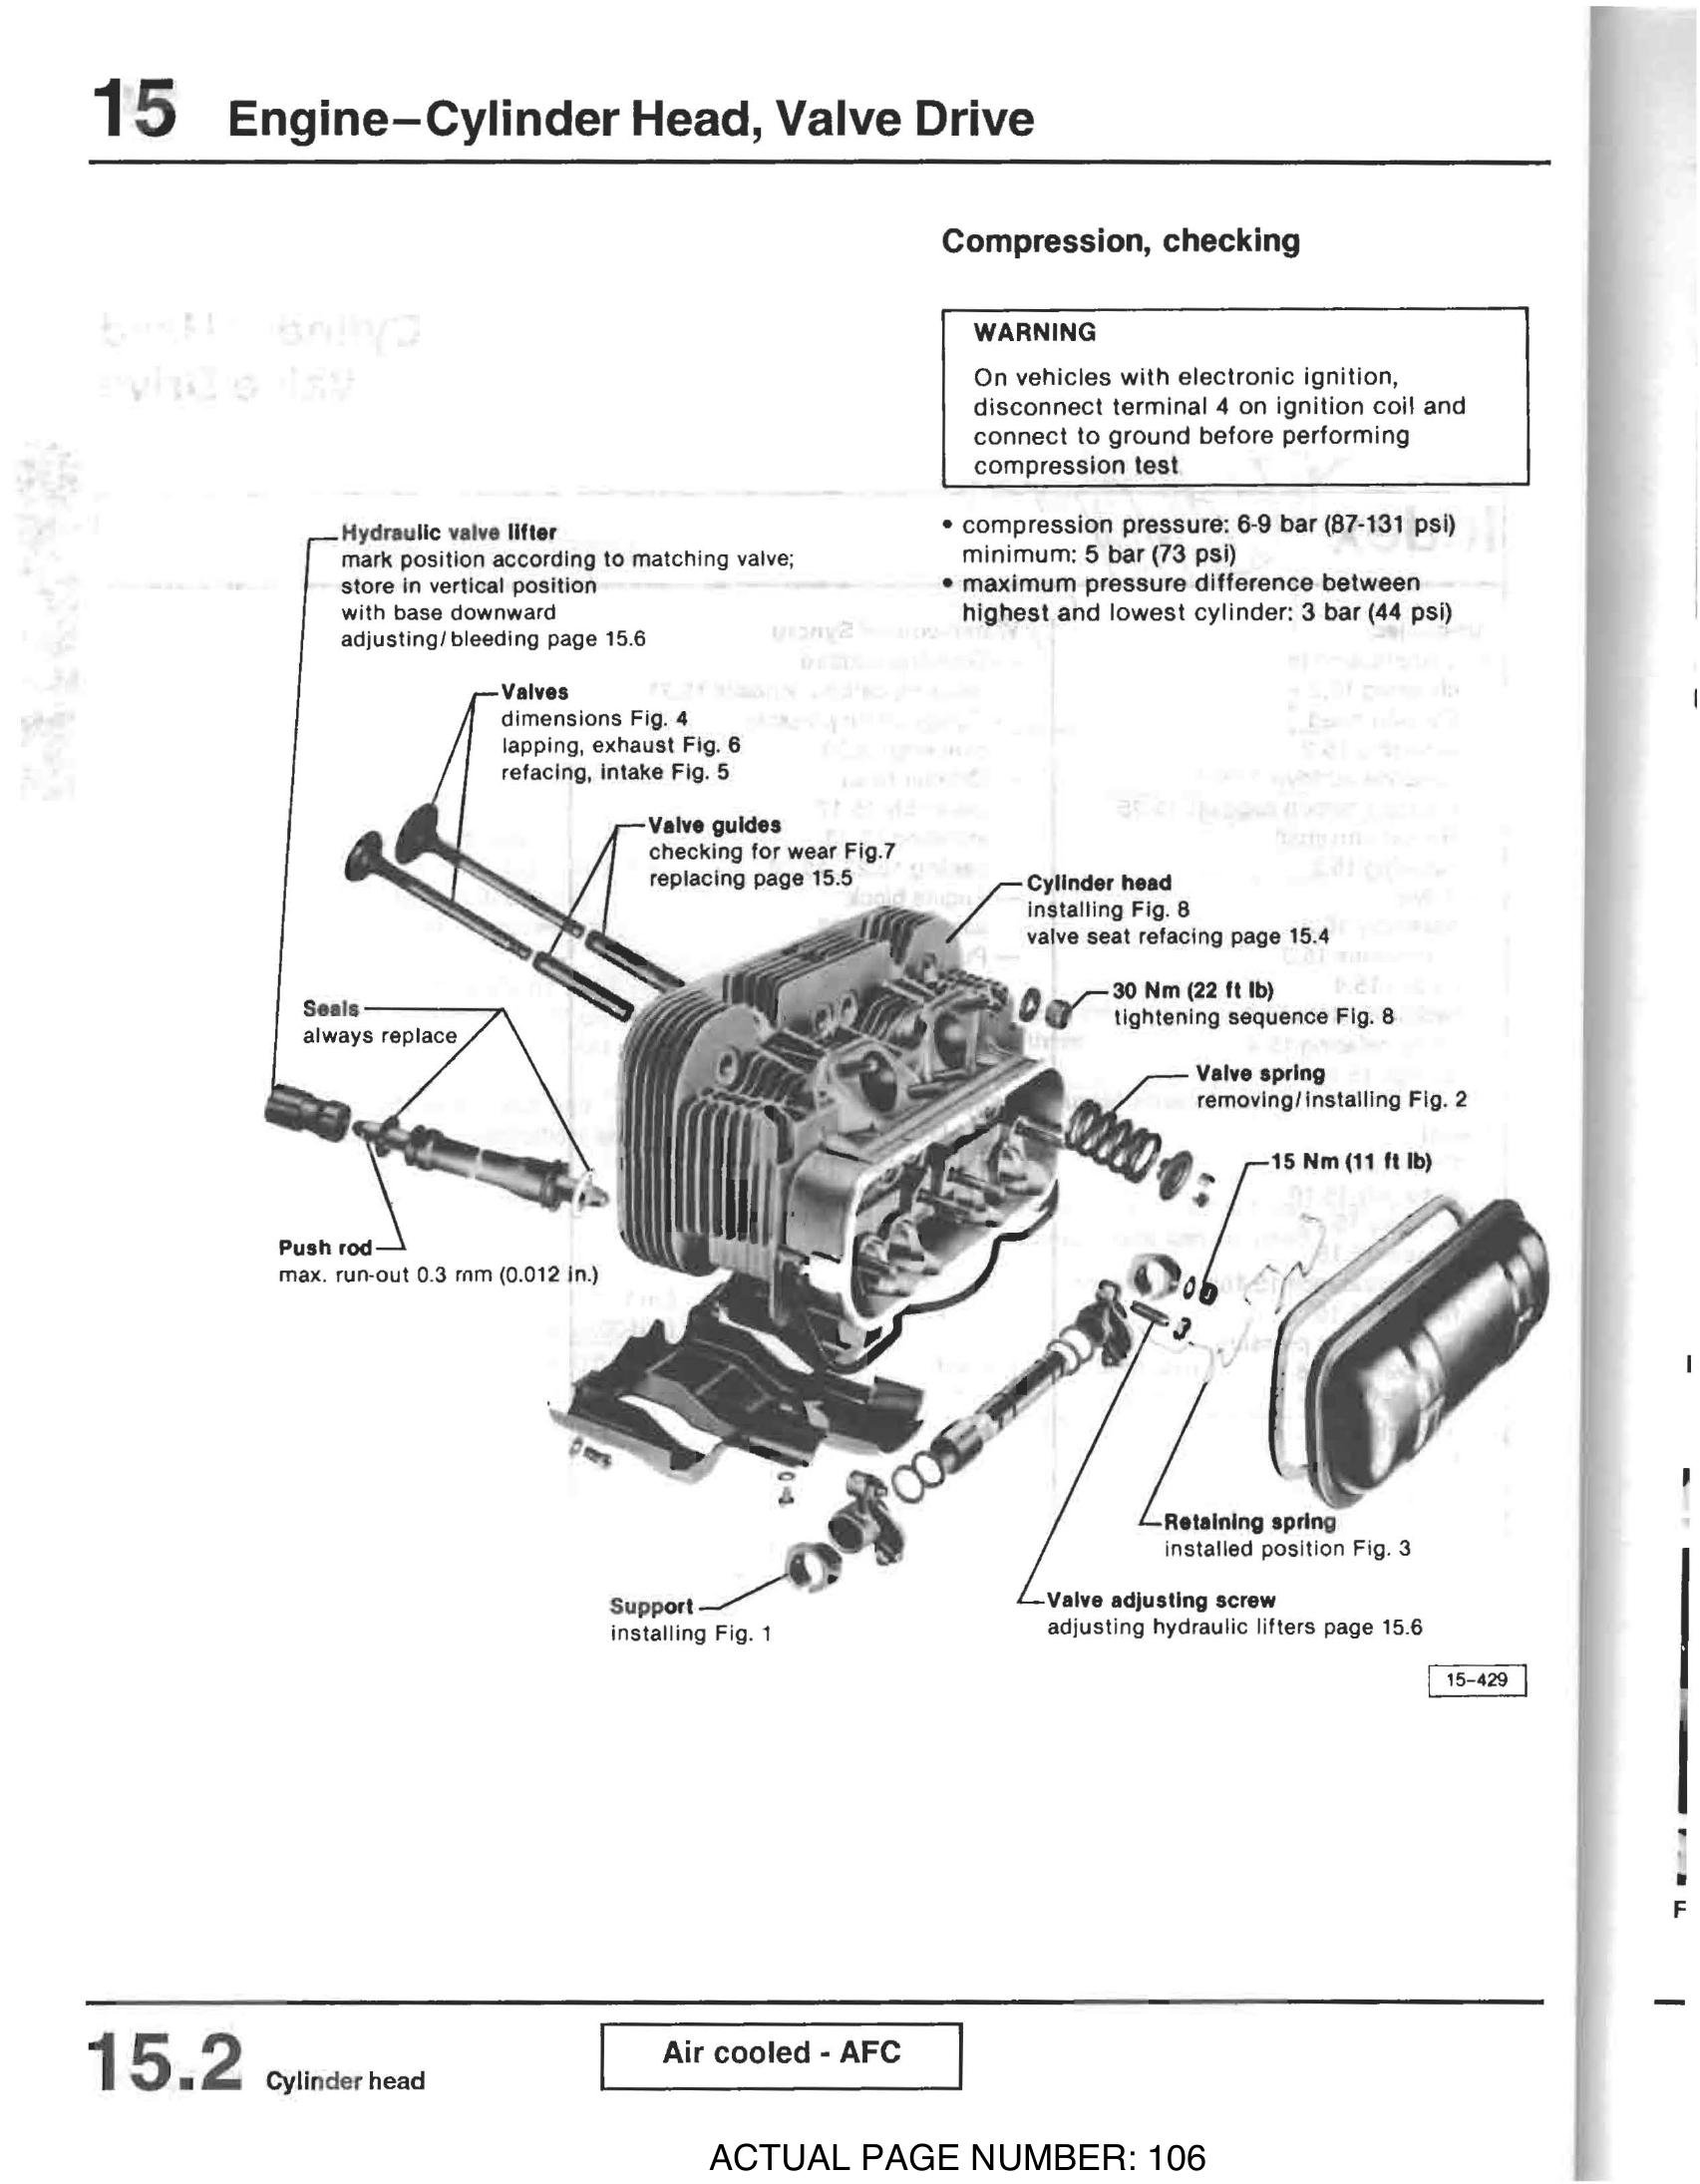 15 Engine–Cylinder Head, Valve Drive
Compression, checking
WARNING
On vehicles with electronic ignition,
disconnect terminal 4 on ignition coil and
connect to ground before performing
compression test
• compression pressure: 6-9 bar (87-131 psi)
minimum: 5 bar (73 psi)
• maximum pressure difference between
highest and lowest cylinder: 3 bar (44 psi)
Hydraulic valve lifter
mark position according to matching valve;
store in vertical position
with base downward
adjusting/bleeding page 15.6
Valves
dimensions Fig. 4
lapping, exhaust Fig. 6
refacing, intake Fig. 5
Valve guides
checking for wear Fig.7
replacing page 15.5
Cylinder head
installing Fig. 8
valve seat refacing page 15.4
30 Nm (22 ft lb)
tightening sequence Fig. 8
Seals
always replace
Valve spring
removing/installing Fig. 2
15 Nm (11 ft lb)
Push rod
max. run-out 0.3 mm (0.012 in.)
Retaining spring
installed position Fig. 3
Valve adjusting screw
adjusting hydraulic lifters page 15.6
Support
installing Fig. 1
15-429
F
15.2 Cylinder head
Air cooled - AFC
ACTUAL PAGE NUMBER: 106